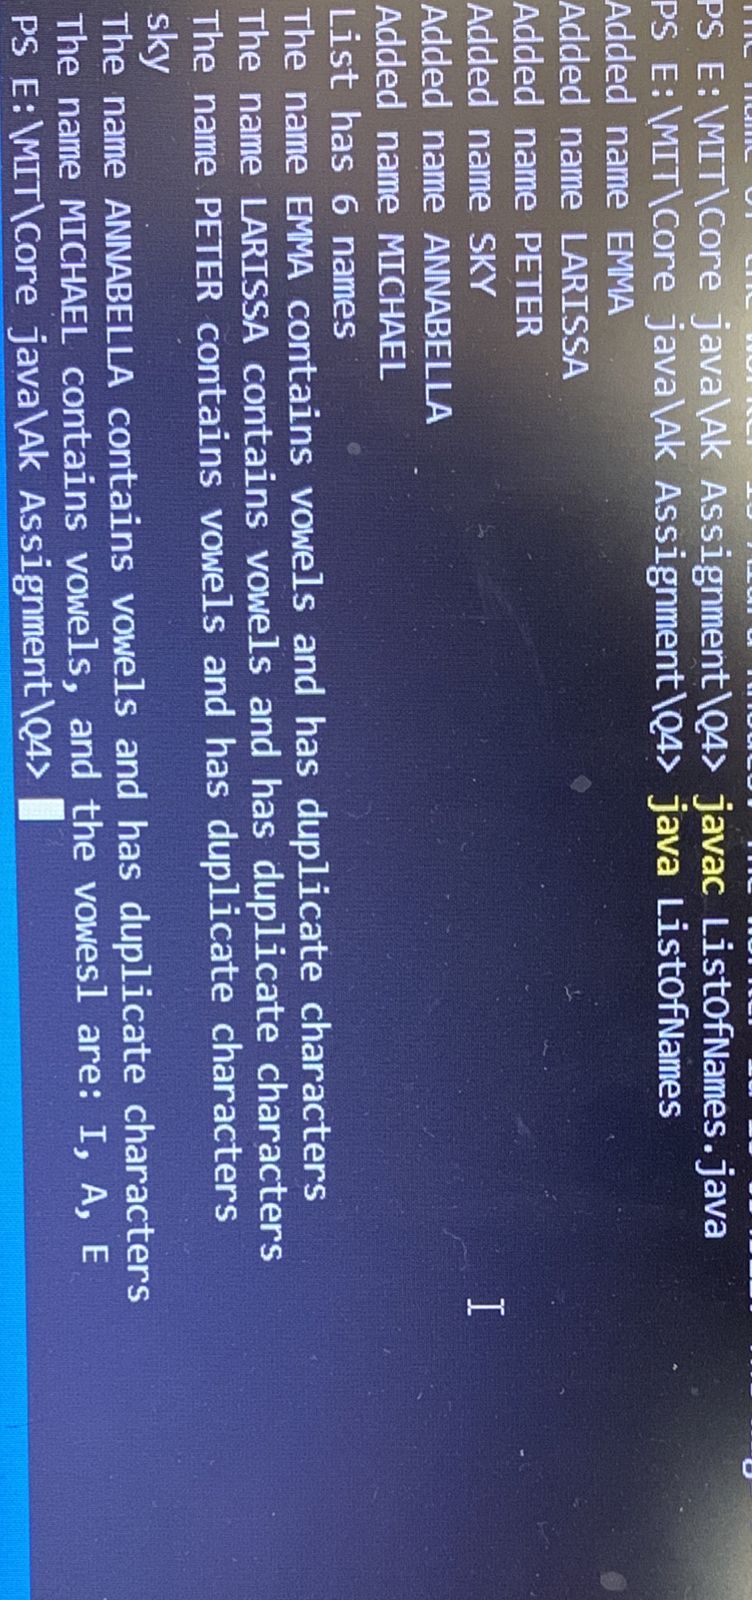 PS E:\MIT\Core java\Ak Assignment\Q4> javac ListOfNames.java
PS E:\MIT\Core java\Ak Assignment\Q4> java ListOfNames
Added name EMMA
Added name LARISSA
Added name PETER
Added name SKY
Added name ANNABELLA
Added name MICHAEL
List has 6 names
The name EMMA contains vowels and has duplicate characters
The name LARISSA contains vowels and has duplicate characters
The name PETER contains vowels and has duplicate characters
sky
The name ANNABELLA contains vowels and has duplicate characters
The name MICHAEL contains vowels, and the vowesl are: I, A, E
PS E:\MIT\Core java\Ak Assignment\Q4>